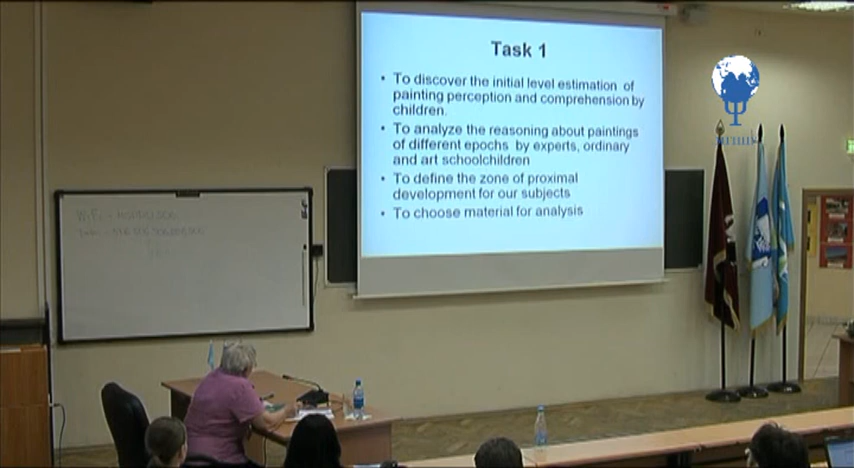 Task 1
• To discover the initial level estimation of
painting perception and comprehension by
children.
• To analyze the reasoning about paintings
of different epochs by experts, ordinary
and art schoolchildren
• To define the zone of proximal
development for our subjects
• To choose material for analysis